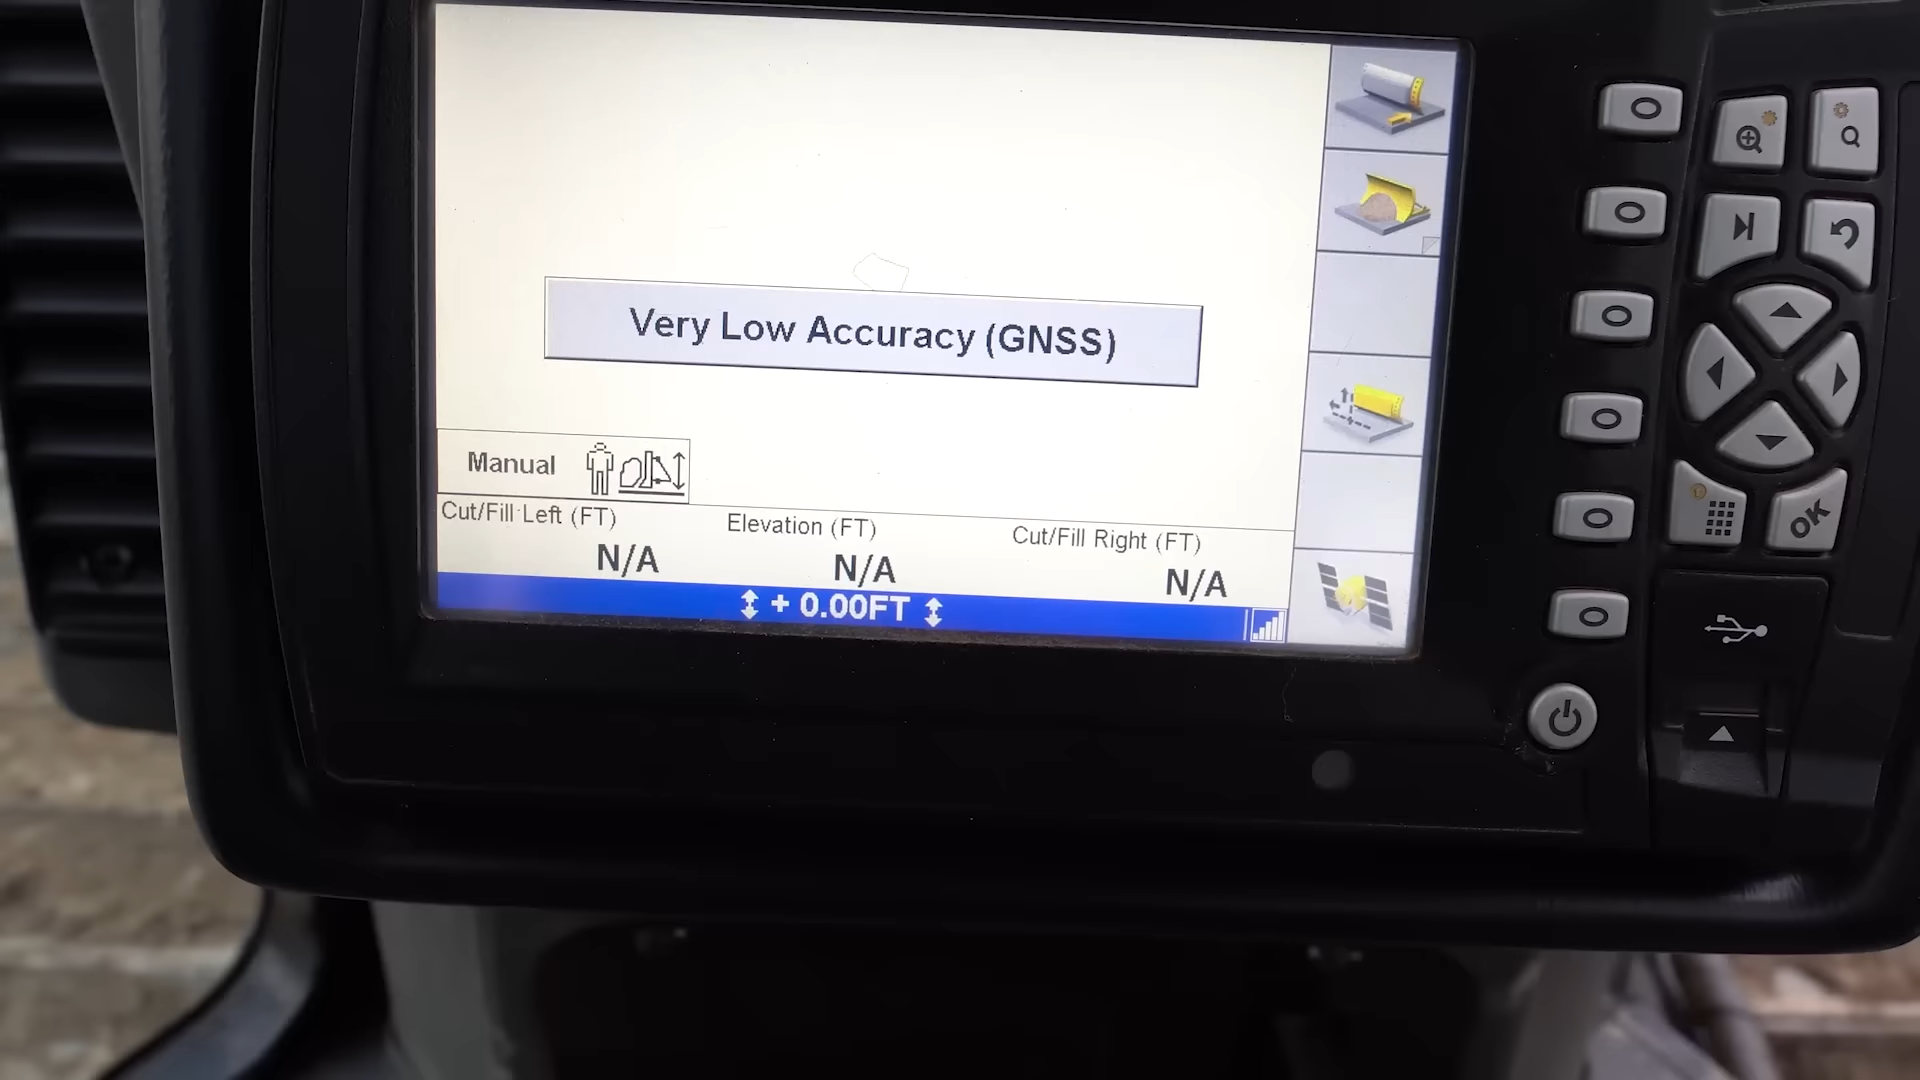 Very Low Accuracy (GNSS)
Manual
Cut/Fill Left (FT)
Elevation (FT)
Cut/Fill Right (FT)
N/A
N/A
N/A
+ 0.00FT
OK